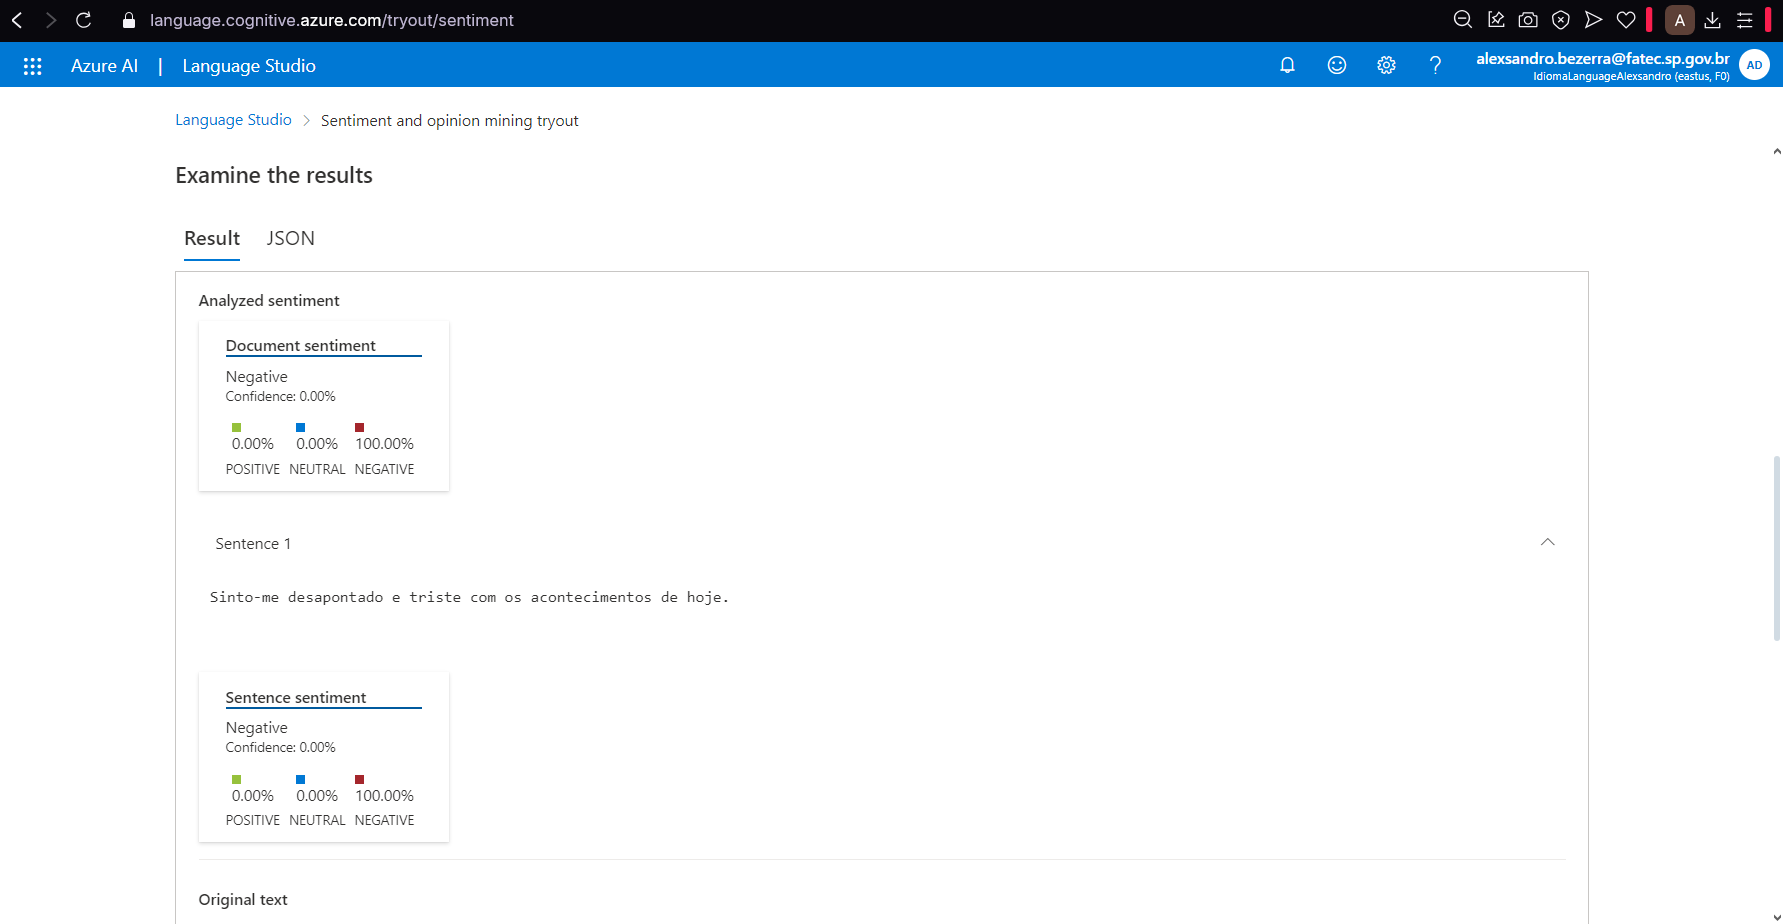 language.cognitive.azure.com/tryout/sentiment
A
Azure AI | Language Studio
alexsandro.bezerra@fatec.sp.gov.br
IdiomaLanguageAlexsandro (eastus, F0)
AD
Language Studio > Sentiment and opinion mining tryout
Examine the results
Result JSON
Analyzed sentiment
Document sentiment
Negative
Confidence: 0.00%
0.00% 0.00% 100.00%
POSITIVE NEUTRAL NEGATIVE
Sentence 1
Sinto-me desapontado e triste com os acontecimentos de hoje.
Sentence sentiment
Negative
Confidence: 0.00%
0.00% 0.00% 100.00%
POSITIVE NEUTRAL NEGATIVE
Original text